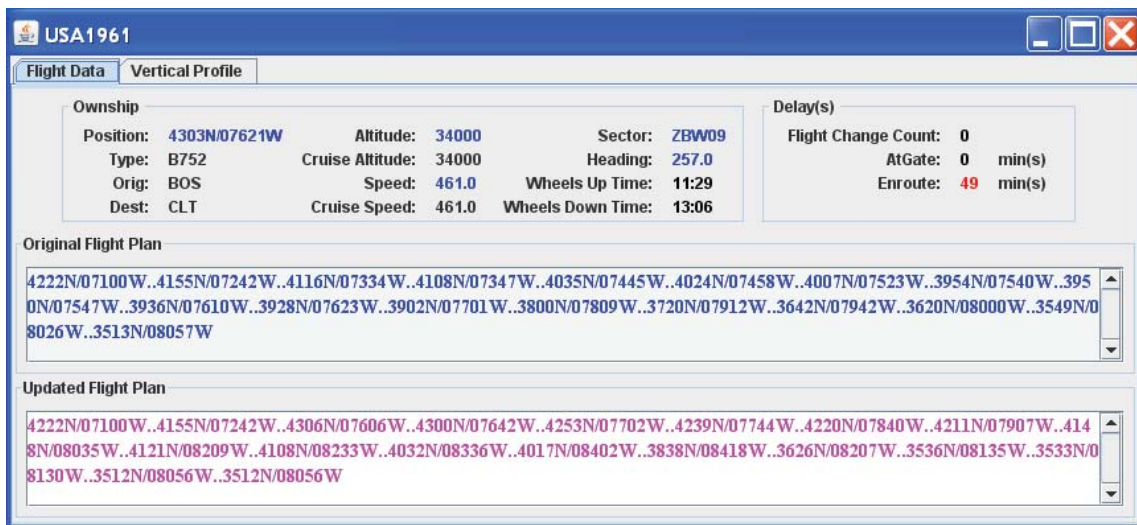 USA1961
Flight Data Vertical Profile
Ownship Delay(s)
Position: 4303N/07621W Altitude: 34000 Sector: ZBW09 Flight Change Count: 0
Type: B752 Cruise Altitude: 34000 Heading: 257.0 AtGate: 0 min(s)
Orig: BOS Speed: 461.0 Wheels Up Time: 11:29 Enroute: 49 min(s)
Dest: CLT Cruise Speed: 461.0 Wheels Down Time: 13:06
Original Flight Plan
4222N/07100W..4155N/07242W..4116N/07334W..4108N/07347W..4035N/07445W..4024N/07458W..4007N/07523W..3954N/07540W..395
0N/07547W..3936N/07610W..3928N/07623W..3902N/07701W..3800N/07809W..3720N/07912W..3642N/07942W..3620N/08000W..3549N/0
8026W..3513N/08057W
Updated Flight Plan
4222N/07100W..4155N/07242W..4306N/07606W..4300N/07642W..4253N/07702W..4239N/07744W..4220N/07840W..4211N/07907W..414
8N/08035W..4121N/08209W..4108N/08233W..4032N/08336W..4017N/08402W..3838N/08418W..3626N/08207W..3536N/08135W..3533N/0
8130W..3512N/08056W..3512N/08056W